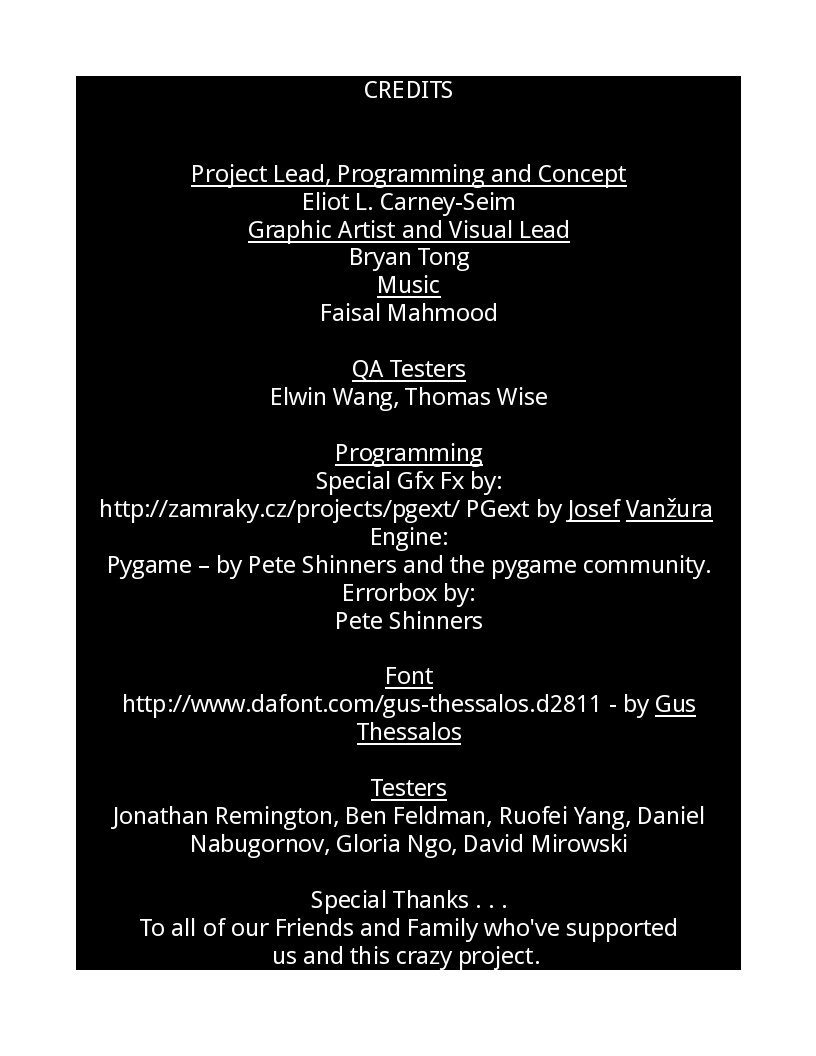 CREDITS
Project Lead, Programming and Concept
Eliot L. Carney-Seim
Graphic Artist and Visual Lead
Bryan Tong
Music
Faisal Mahmood
QA Testers
Elwin Wang, Thomas Wise
Programming
Special Gfx Fx by:
http://zamraky.cz/projects/pgext/ PGext by Josef Vanžura
Engine:
Pygame – by Pete Shinners and the pygame community.
Errorbox by:
Pete Shinners
Font
http://www.dafont.com/gus-thessalos.d2811 - by Gus
Thessalos
Testers
Jonathan Remington, Ben Feldman, Ruofei Yang, Daniel
Nabugornov, Gloria Ngo, David Mirowski
Special Thanks . . .
To all of our Friends and Family who've supported
us and this crazy project.